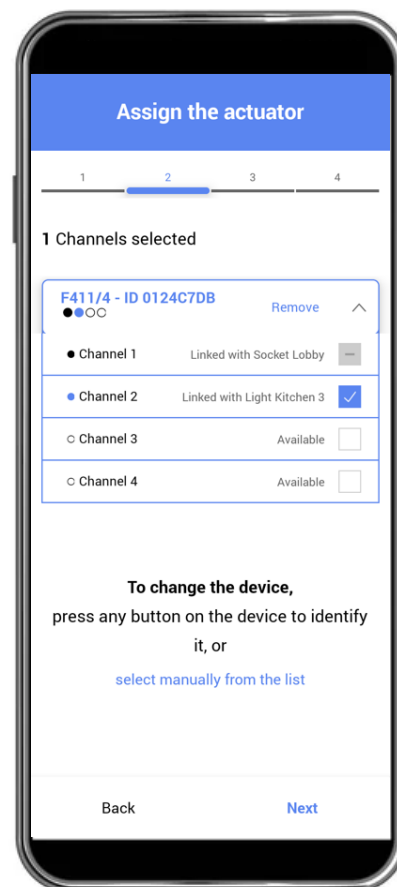 Assign the actuator
1 2 3 4
1 Channels selected
F411/4 - ID 0124C7DB
Remove
Channel 1 Linked with Socket Lobby
Channel 2 Linked with Light Kitchen 3
Channel 3 Available
Channel 4 Available
To change the device,
press any button on the device to identify
it, or
select manually from the list
Back Next